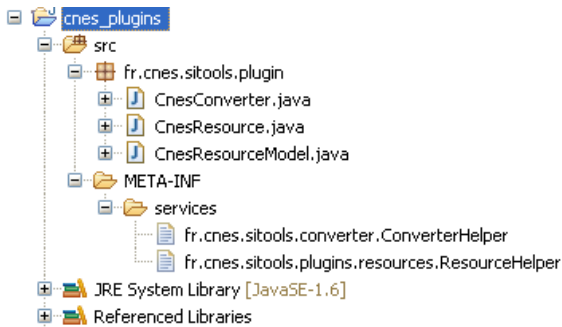 cnes_plugins
src
fr.cnes.sitools.plugin
CnesConverter.java
CnesResource.java
CnesResourceModel.java
META-INF
services
fr.cnes.sitools.converter.ConverterHelper
fr.cnes.sitools.plugins.resources.ResourceHelper
JRE System Library [JavaSE-1.6]
Referenced Libraries